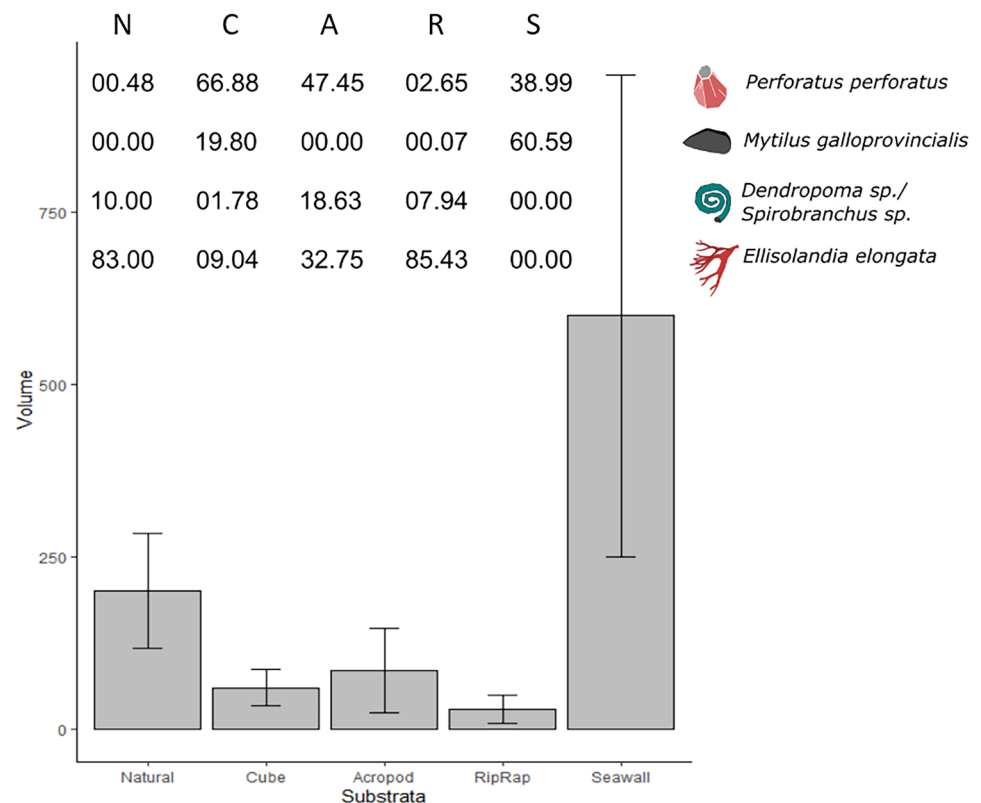 N C A R S
00.48 66.88 47.45 02.65 38.99 Perforatus perforatus
00.00 19.80 00.00 00.07 60.59 Mytilus galloprovincialis
10.00 01.78 18.63 07.94 00.00 Dendropoma sp./
Spirobranchus sp.
83.00 09.04 32.75 85.43 00.00 Ellisolandia elongata
Volume
750
500
250
0
Natural Cube Acropod RipRap Seawall
Substrata